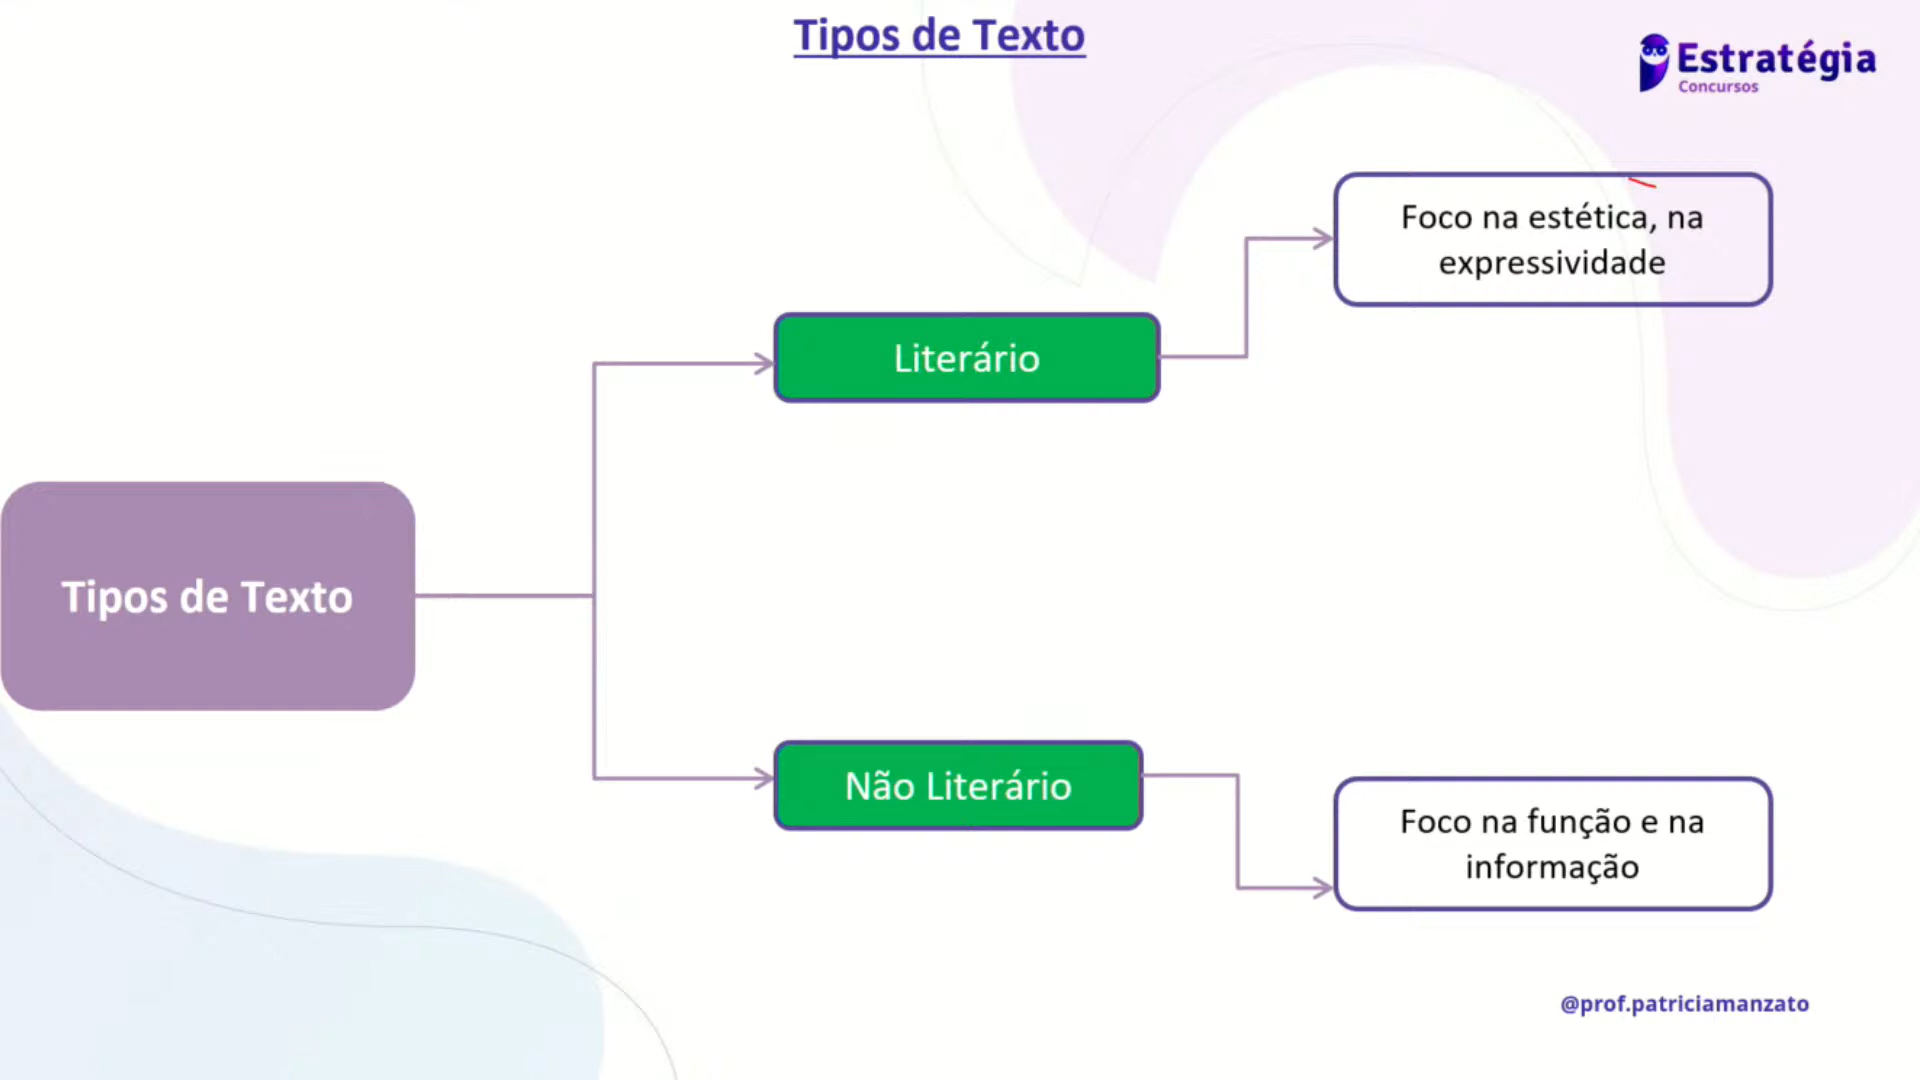 Tipos de Texto
Estratégia
Concursos
Foco na estética, na
expressividade
Literário
Tipos de Texto
Não Literário
Foco na função e na
informação
@prof.patriciamanzato